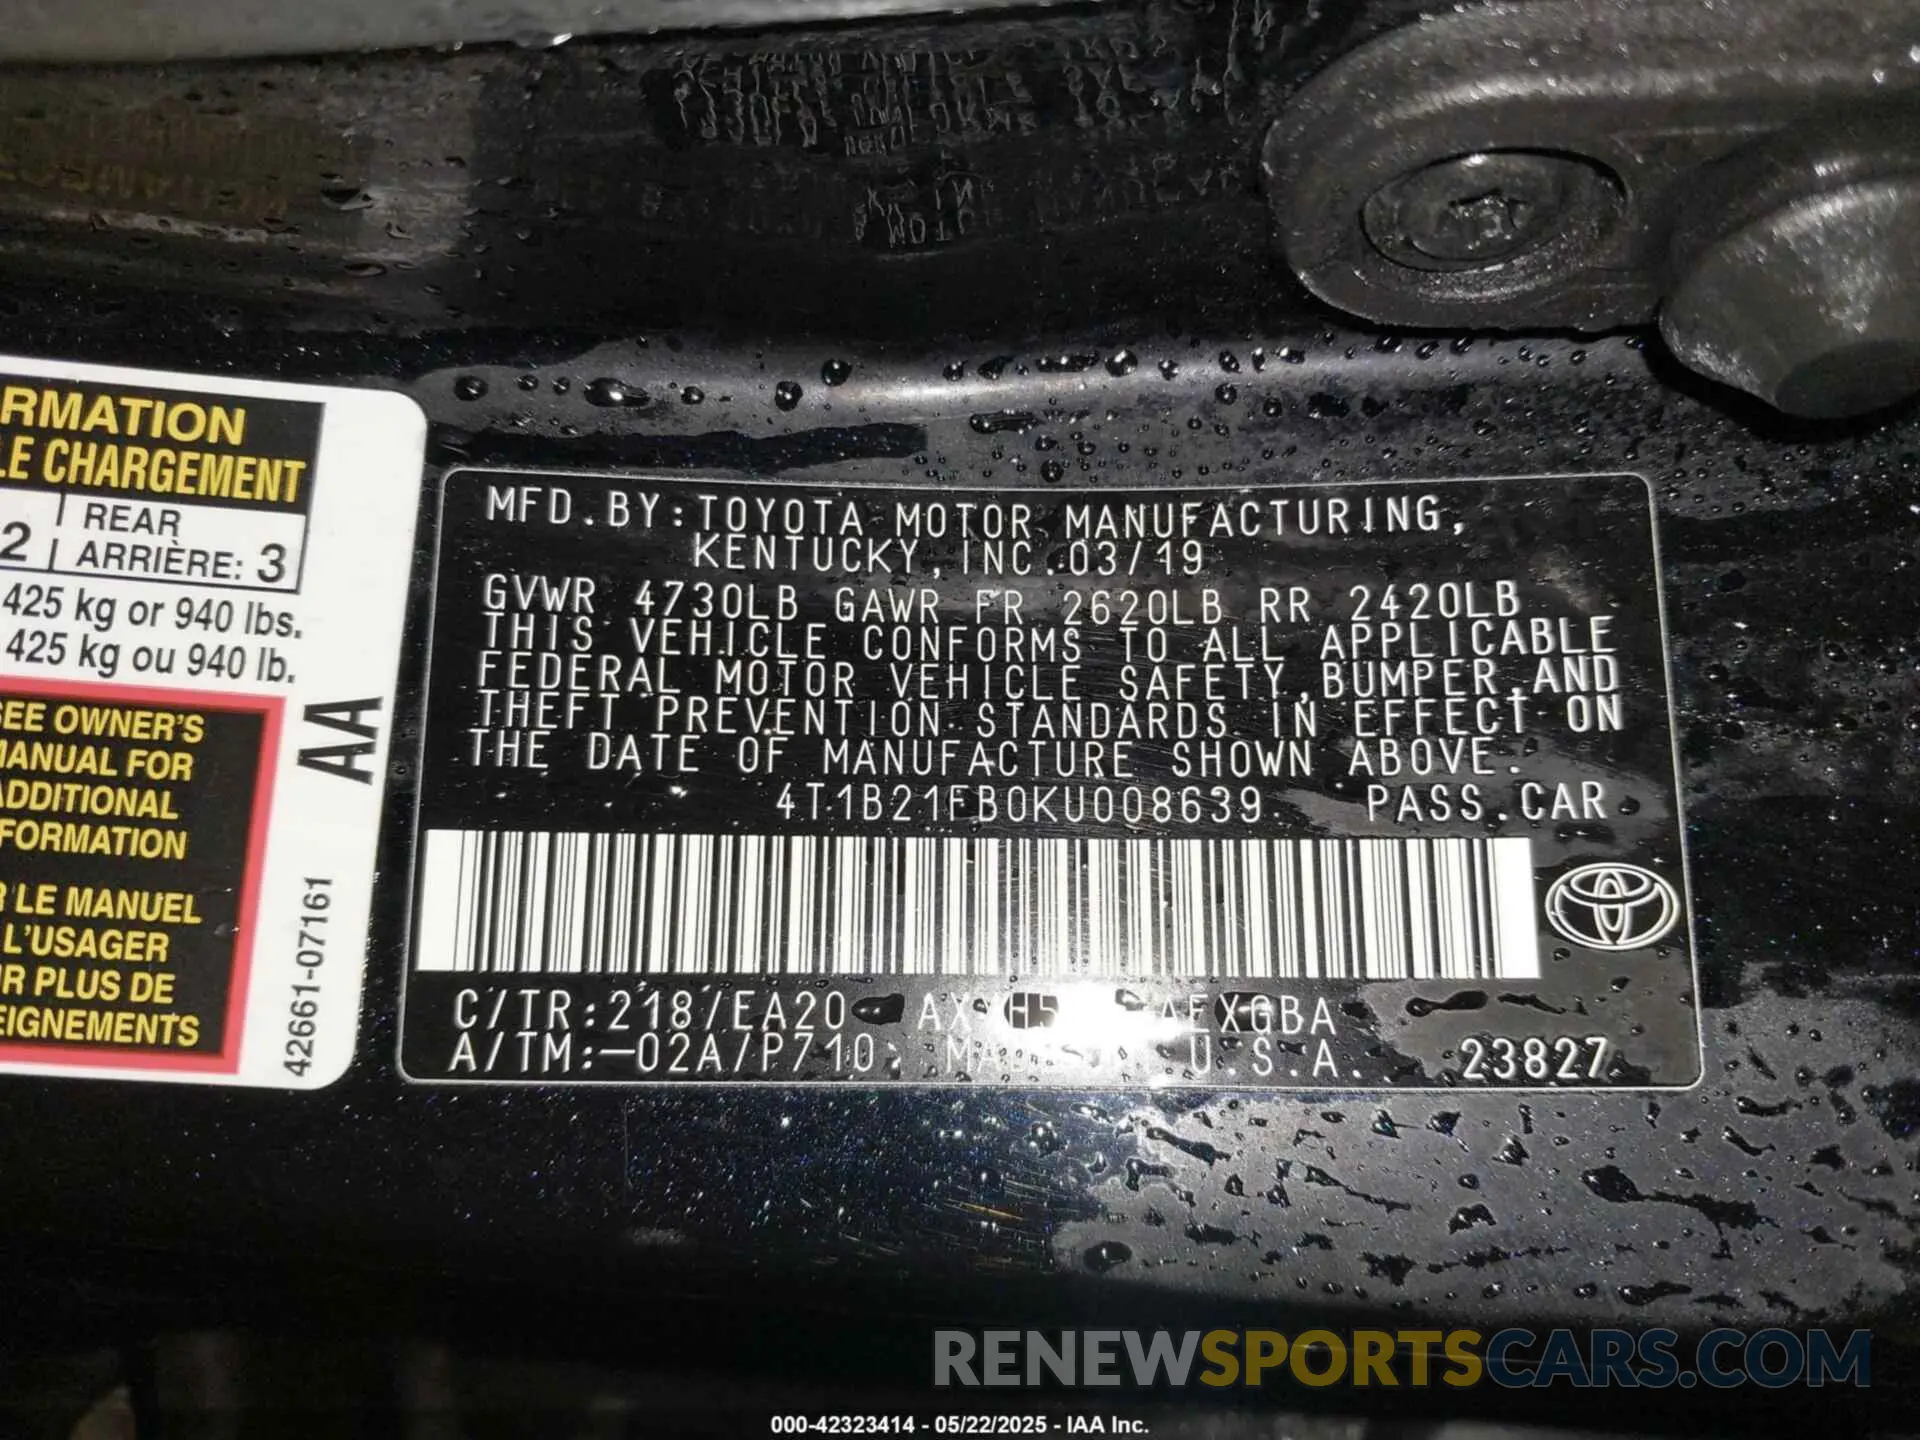 RMATION
LE CHARGEMENT
2 REAR
ARRIÈRE: 3
425 kg or 940 lbs.
425 kg ou 940 lb.
SEE OWNER'S
MANUAL FOR
ADDITIONAL
FORMATION
R LE MANUEL
L'USAGER
R PLUS DE
EIGNEMENTS
AA
42661-07161
MFD.BY:TOYOTA MOTOR MANUFACTURING,
KENTUCKY,INC.03/19
GVWR 4730LB GAWR FR 2620LB RR 2420LB
THIS VEHICLE CONFORMS TO ALL APPLICABLE
FEDERAL MOTOR VEHICLE SAFETY,BUMPER,AND
THEFT PREVENTION STANDARDS IN EFFECT ON
THE DATE OF MANUFACTURE SHOWN ABOVE.
4T1B21FB0KU008639 PASS.CAR
C/TR:218/EA20
A/TM:-02A/P710 U.S.A. 23827
RENEWSPORTSCARS.COM
000-42323414 - 05/22/2025 - IAA Inc.